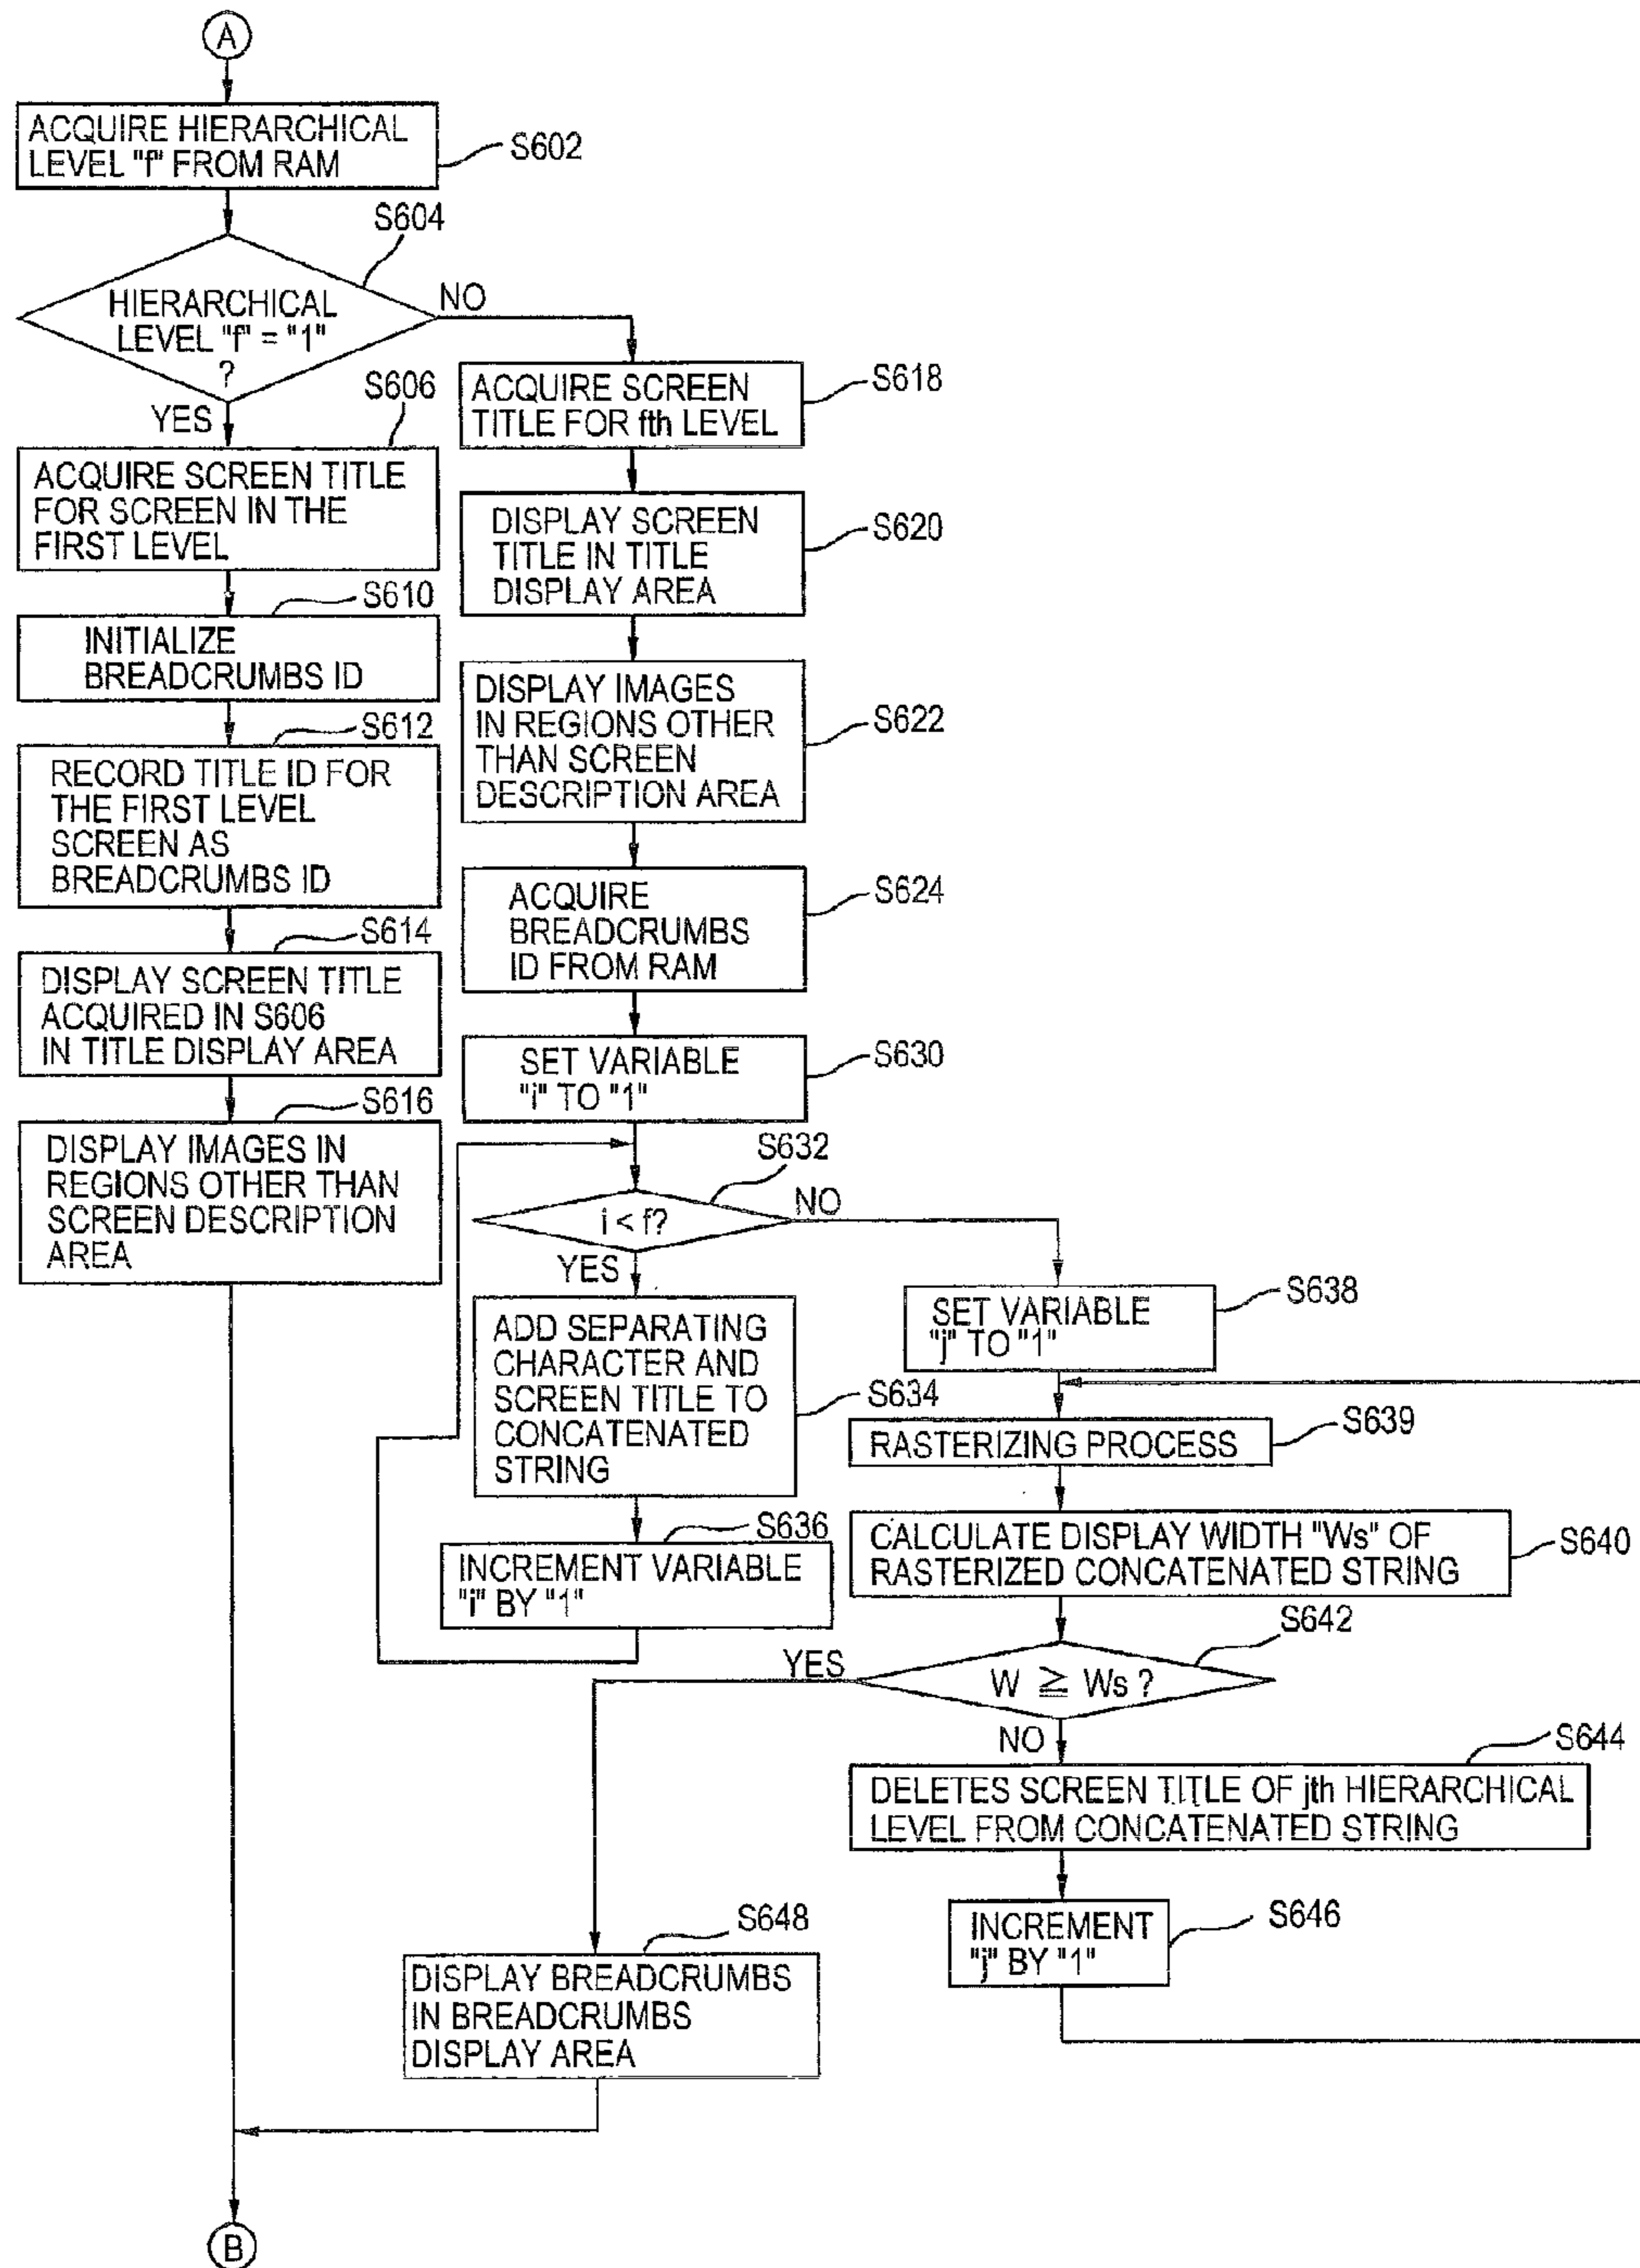 A
ACQUIRE HIERARCHICAL
LEVEL "f" FROM RAM
S602
S604
HIERARCHICAL
LEVEL "f" = "1"
?
NO
YES
S606
ACQUIRE SCREEN TITLE
FOR SCREEN IN THE
FIRST LEVEL
S610
INITIALIZE
BREADCRUMBS ID
S612
RECORD TITLE ID FOR
THE FIRST LEVEL
SCREEN AS
BREADCRUMBS ID
S614
DISPLAY SCREEN TITLE
ACQUIRED IN S606
IN TITLE DISPLAY AREA
S616
DISPLAY IMAGES IN
REGIONS OTHER THAN
SCREEN DESCRIPTION
AREA
ACQUIRE SCREEN
TITLE FOR fth LEVEL
S618
DISPLAY SCREEN
TITLE IN TITLE
DISPLAY AREA
S620
DISPLAY IMAGES
IN REGIONS OTHER
THAN SCREEN
DESCRIPTION AREA
S622
ACQUIRE
BREADCRUMBS
ID FROM RAM
S624
SET VARIABLE
"i" TO "1"
S630
S632
i < f?
NO
YES
ADD SEPARATING
CHARACTER AND
SCREEN TITLE TO
CONCATENATED
STRING
S634
S636
INCREMENT VARIABLE
"i" BY "1"
SET VARIABLE
"j" TO "1"
S638
RASTERIZING PROCESS
S639
CALCULATE DISPLAY WIDTH "Ws" OF
RASTERIZED CONCATENATED STRING
S640
S642
W ≧ Ws ?
YES
NO
S644
DELETES SCREEN TITLE OF jth HIERARCHICAL
LEVEL FROM CONCATENATED STRING
INCREMENT
"j" BY "1"
S646
S648
DISPLAY BREADCRUMBS
IN BREADCRUMBS
DISPLAY AREA
B